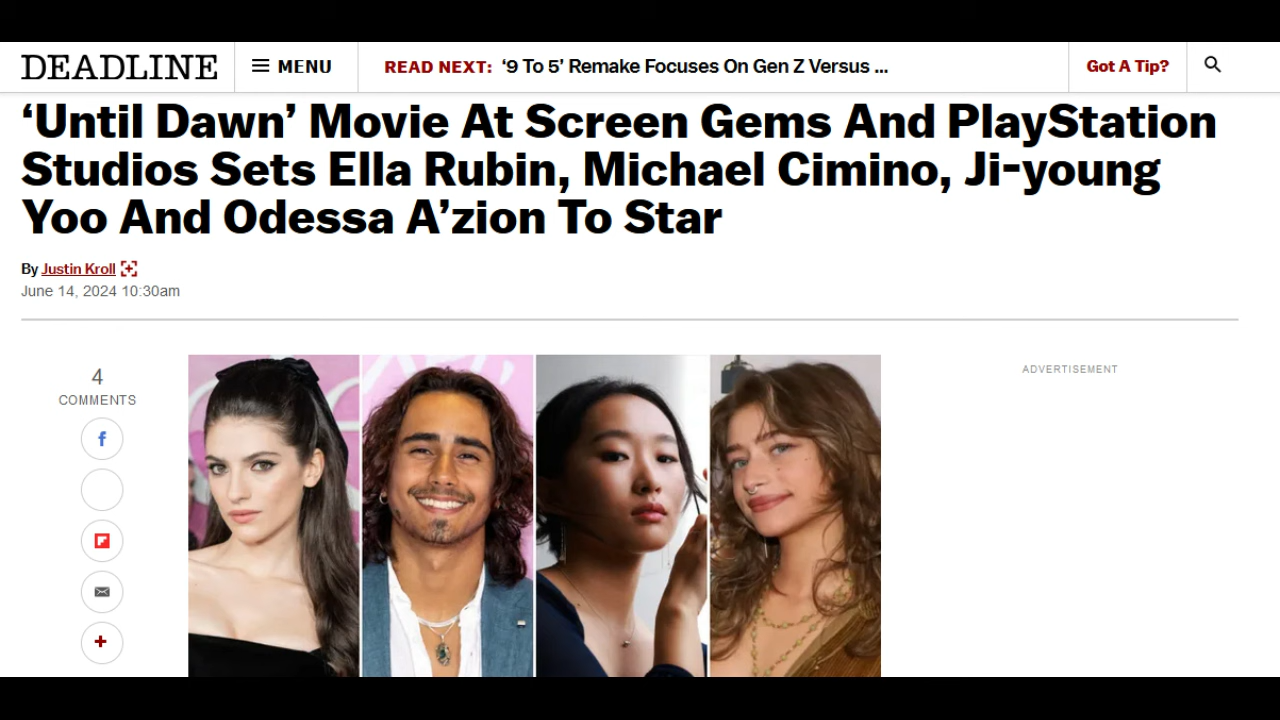 DEADLINE
MENU
READ NEXT: ‘9 To 5’ Remake Focuses On Gen Z Versus ...
Got A Tip?
‘Until Dawn’ Movie At Screen Gems And PlayStation
Studios Sets Ella Rubin, Michael Cimino, Ji-young
Yoo And Odessa A’zion To Star
By Justin Kroll
June 14, 2024 10:30am
4
COMMENTS
ADVERTISEMENT